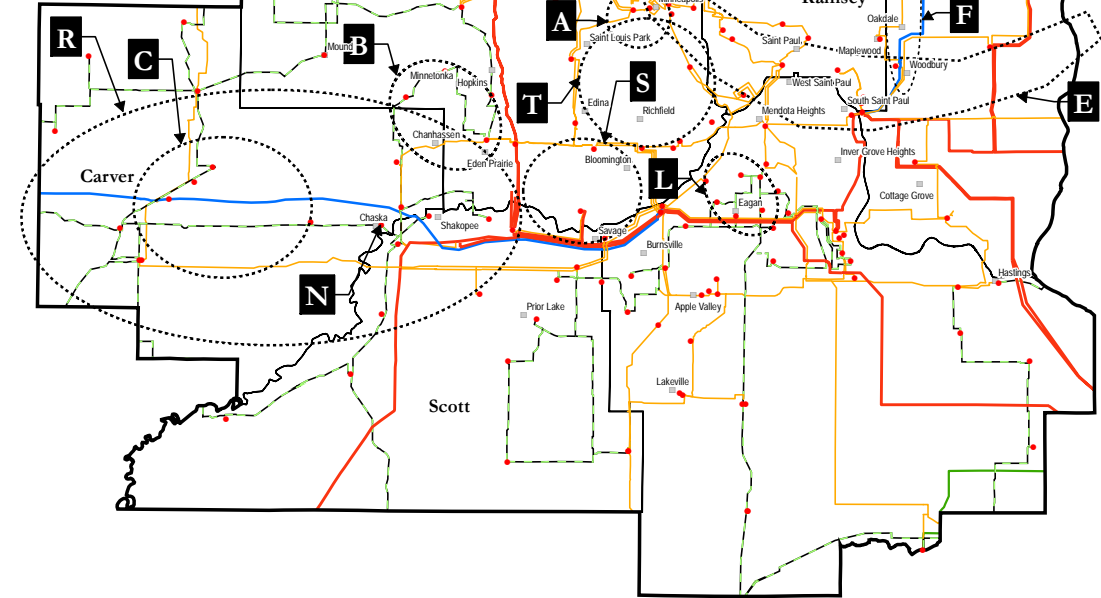 Ramsey
Minneapolis
A
F
Oakdale
R
B
Mound
C
Saint Louis Park
Saint Paul
Maplewood
Woodbury
Minnetonka
Hopkins
S
West Saint Paul
T
Edina
Richfield
Mendota Heights
South Saint Paul
E
Chanhassen
Eden Prairie
Bloomington
Inver Grove Heights
Carver
L
Eagan
Cottage Grove
Chaska
Shakopee
Savage
Burnsville
Hastings
N
Prior Lake
Apple Valley
Lakeville
Scott